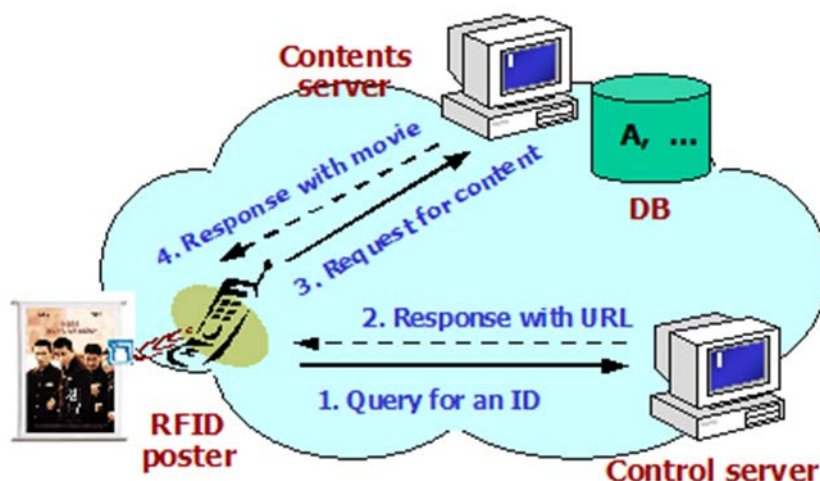 Contents
server
A, ...
DB
4. Response with movie
3. Request for content
2. Response with URL
1. Query for an ID
RFID
poster
Control server